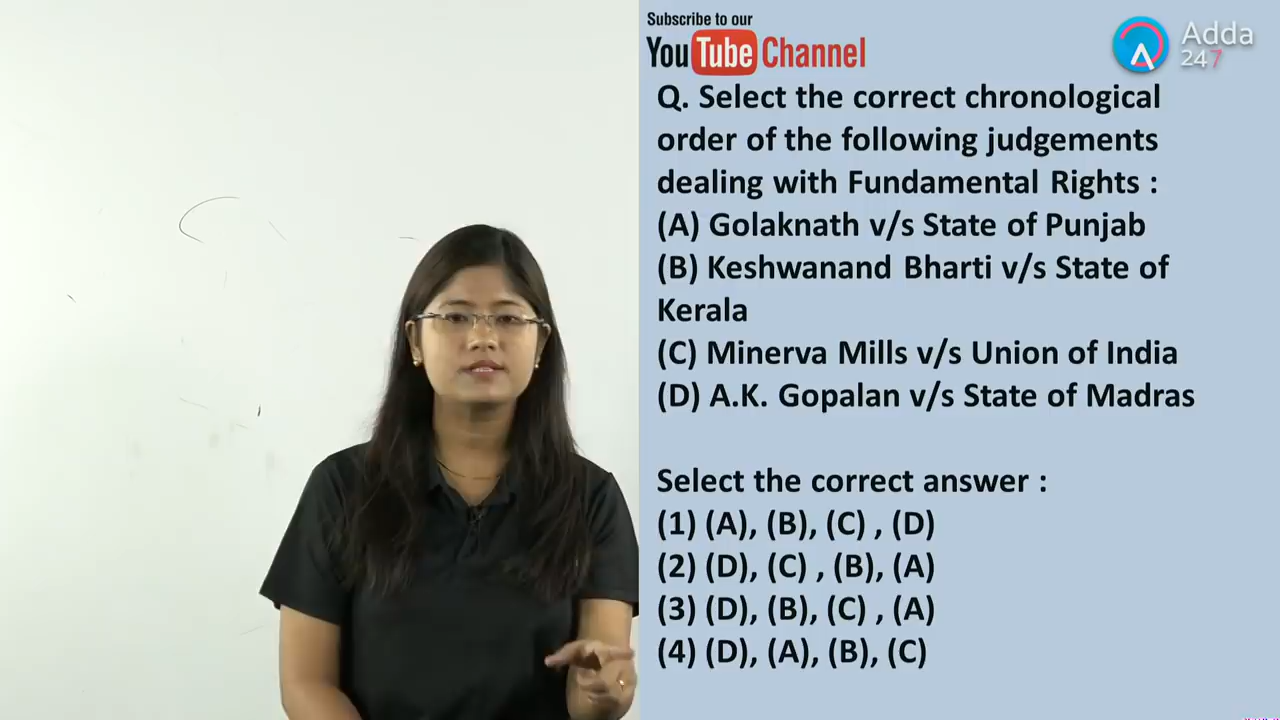 Subscribe to our
YouTube Channel
Adda
247
Q. Select the correct chronological
order of the following judgements
dealing with Fundamental Rights :
(A) Golaknath v/s State of Punjab
(B) Keshwanand Bharti v/s State of
Kerala
(C) Minerva Mills v/s Union of India
(D) A.K. Gopalan v/s State of Madras
Select the correct answer :
(1) (A), (B), (C) , (D)
(2) (D), (C) , (B), (A)
(3) (D), (B), (C) , (A)
(4) (D), (A), (B), (C)